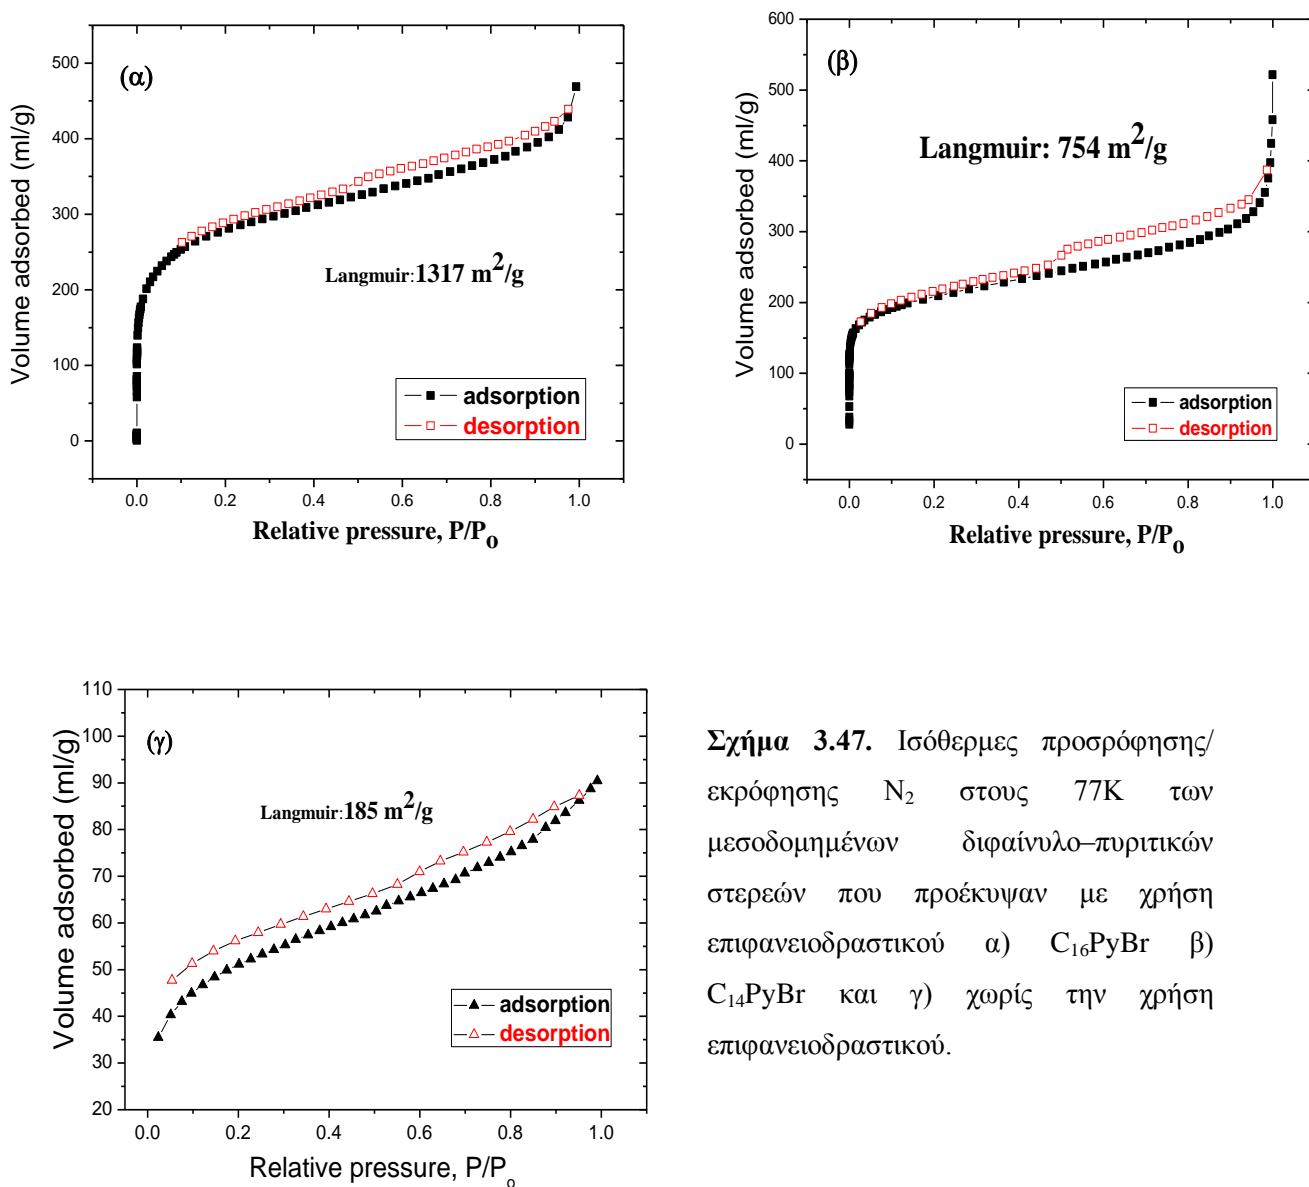 (α)
Volume adsorbed (ml/g)
500
400
300
200
100
0
Langmuir:1317 m²/g
adsorption
desorption
0.0 0.2 0.4 0.6 0.8 1.0
Relative pressure, P/Po
(β)
Volume adsorbed (ml/g)
600
500
400
300
200
100
0
Langmuir: 754 m²/g
adsorption
desorption
0.0 0.2 0.4 0.6 0.8 1.0
Relative pressure, P/Po
(γ)
Volume adsorbed (ml/g)
110
100
90
80
70
60
50
40
30
20
Langmuir:185 m²/g
adsorption
desorption
0.0 0.2 0.4 0.6 0.8 1.0
Relative pressure, P/Po
Σχήμα 3.47. Ισόθερμες προσρόφησης/
εκρόφησης N₂ στους 77K των
μεσοδομημένων διφαίνυλο–πυριτικών
στερεών που προέκυψαν με χρήση
επιφανειοδραστικού α) C₁₆PyBr β)
C₁₄PyBr και γ) χωρίς την χρήση
επιφανειοδραστικού.